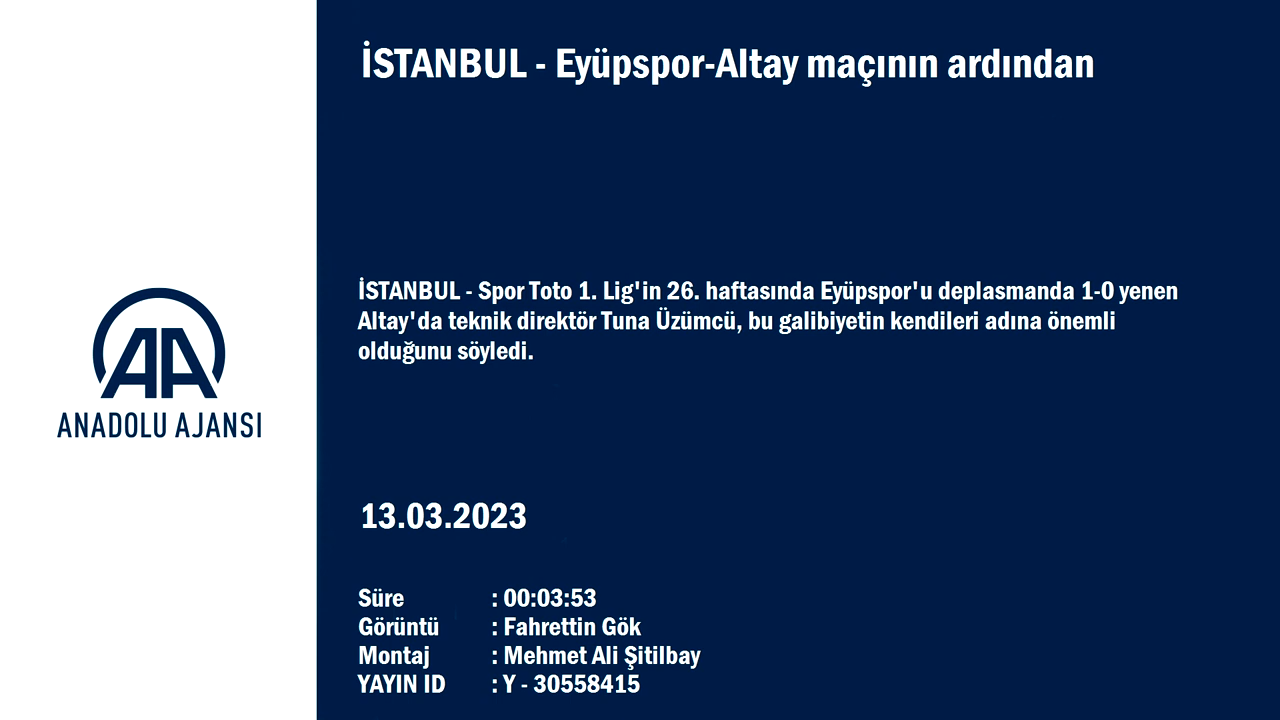 İSTANBUL - Eyüpspor-Altay maçının ardından
İSTANBUL - Spor Toto 1. Lig'in 26. haftasında Eyüpspor'u deplasmanda 1-0 yenen
Altay'da teknik direktör Tuna Üzümcü, bu galibiyetin kendileri adına önemli
olduğunu söyledi.
AA
ANADOLU AJANSI
13.03.2023
Süre : 00:03:53
Görüntü : Fahrettin Gök
Montaj : Mehmet Ali Şitilbay
YAYIN ID : Y - 30558415